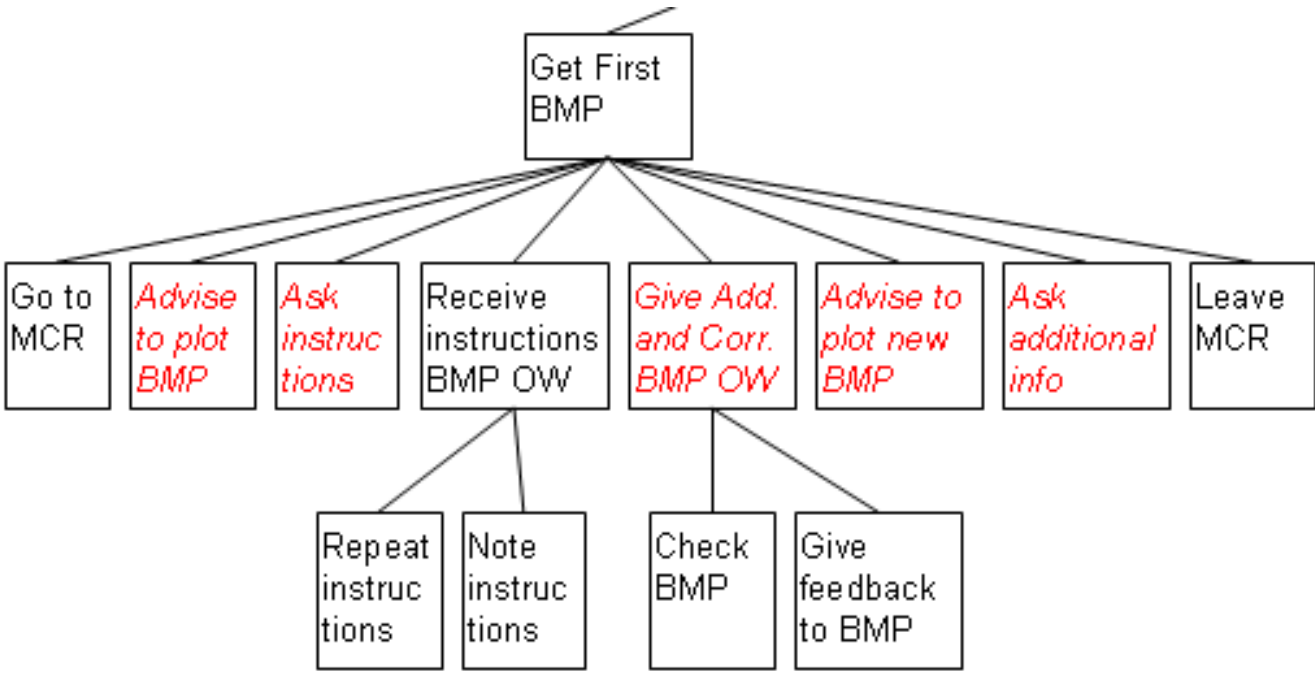 Get First
BMP
Go to
MCR
Advise
to plot
BMP
Ask
instruc
tions
Receive
instructions
BMP OW
Give Add.
and Corr.
BMP OW
Advise to
plot new
BMP
Ask
additional
info
Leave
MCR
Repeat
instruc
tions
Note
instruc
tions
Check
BMP
Give
feedback
to BMP